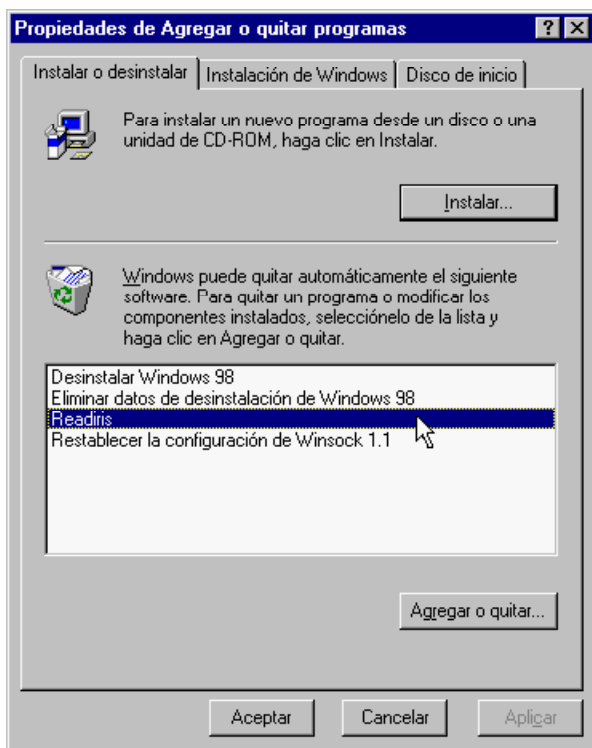 Propiedades de Agregar o quitar programas
Instalar o desinstalar Instalación de Windows Disco de inicio
Para instalar un nuevo programa desde un disco o una
unidad de CD-ROM, haga clic en Instalar.
Instalar...
Windows puede quitar automáticamente el siguiente
software. Para quitar un programa o modificar los
componentes instalados, selecciónelo de la lista y
haga clic en Agregar o quitar.
Desinstalar Windows 98
Eliminar datos de desinstalación de Windows 98
Readiris
Restablecer la configuración de Winsock 1.1
Agregar o quitar...
Aceptar Cancelar Aplicar